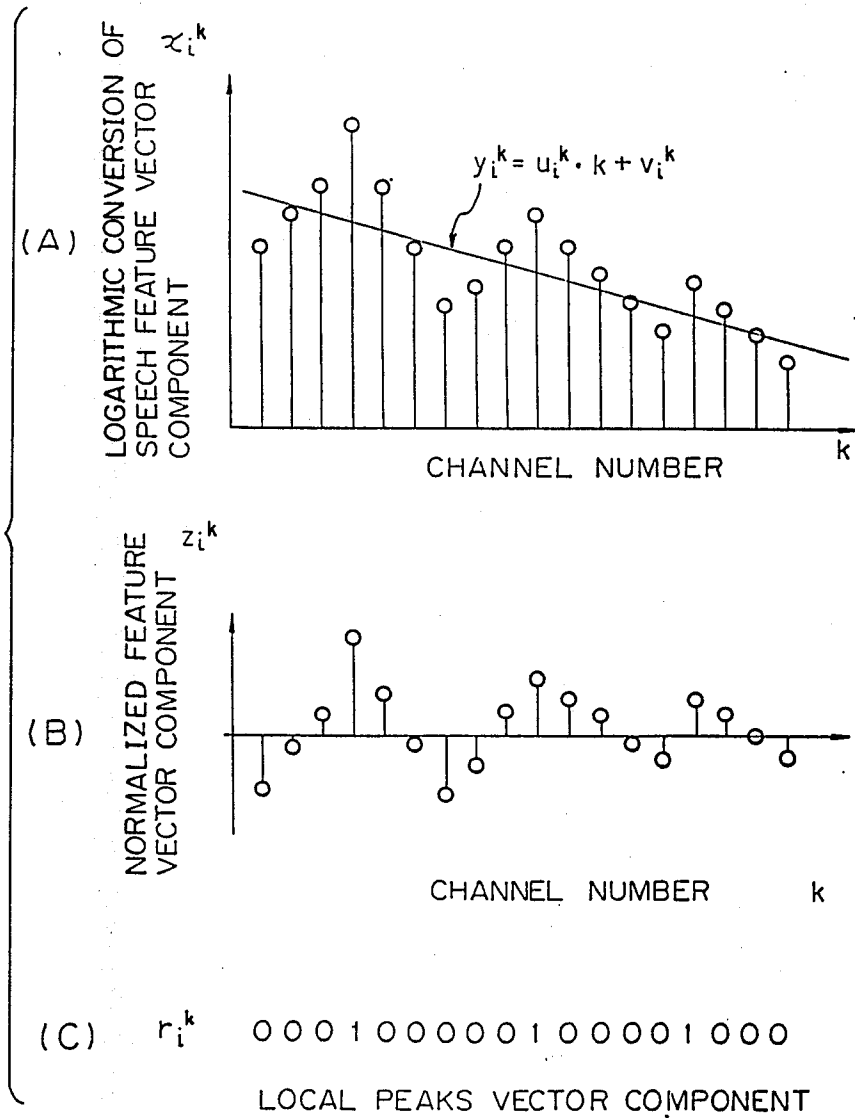 (A)
LOGARITHMIC CONVERSION OF
SPEECH FEATURE VECTOR
COMPONENT
x_i^k
y_i^k = u_i^k · k + v_i^k
k
CHANNEL NUMBER
(B)
NORMALIZED FEATURE
VECTOR COMPONENT
z_i^k
CHANNEL NUMBER k
(C) r_i^k 0 0 0 1 0 0 0 0 0 1 0 0 0 0 1 0 0 0
LOCAL PEAKS VECTOR COMPONENT